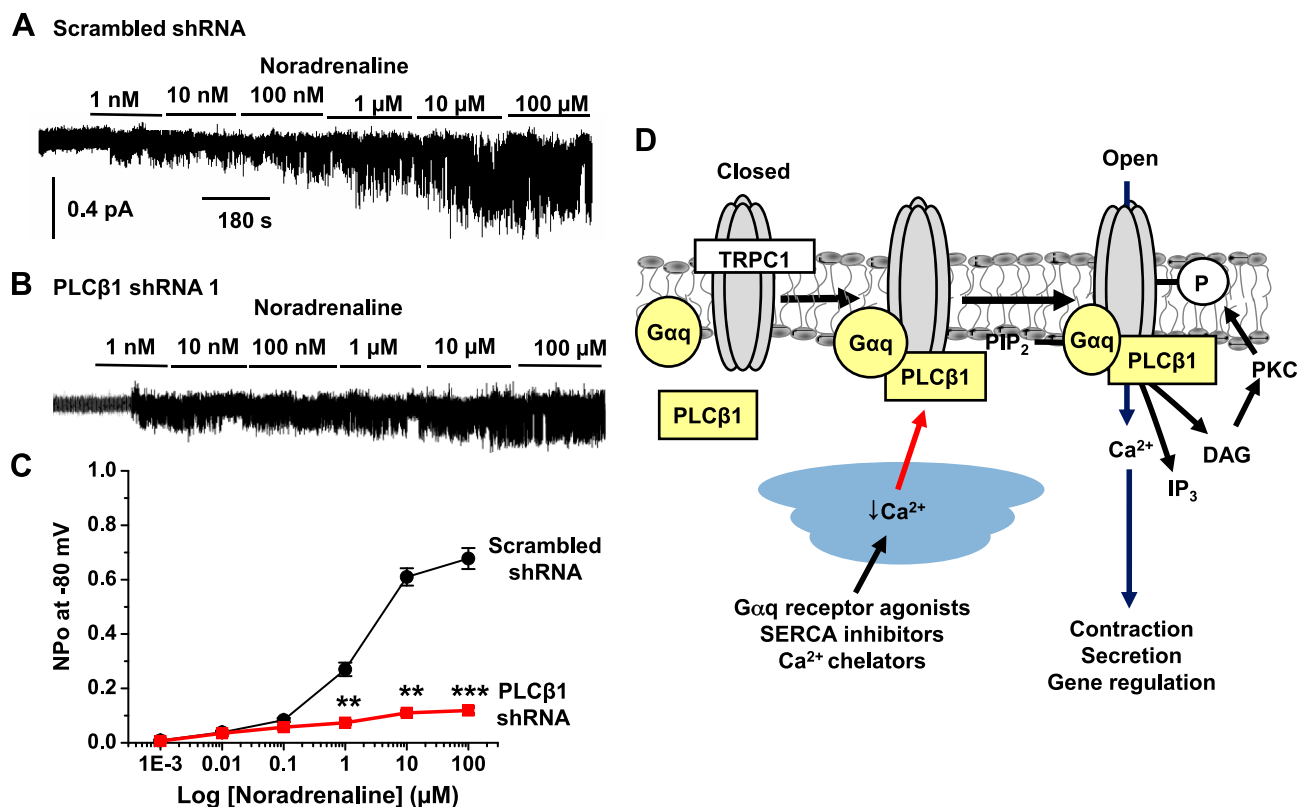 A Scrambled shRNA
Noradrenaline
1 nM 10 nM 100 nM 1 µM 10 µM 100 µM
0.4 pA
180 s
B PLCβ1 shRNA 1
Noradrenaline
1 nM 10 nM 100 nM 1 µM 10 µM 100 µM
C
NPo at -80 mV
1.0
0.8
0.6
0.4
0.2
0.0
Scrambled
shRNA
** ** ***
PLCβ1
shRNA
1E-3 0.01 0.1 1 10 100
Log [Noradrenaline] (µM)
D
Closed
Open
TRPC1
P
Gαq
Gαq
PIP₂
Gαq
PLCβ1
PLCβ1
PLCβ1
PKC
Ca²⁺
DAG
IP₃
↓Ca²⁺
Gαq receptor agonists
SERCA inhibitors
Ca²⁺ chelators
Contraction
Secretion
Gene regulation